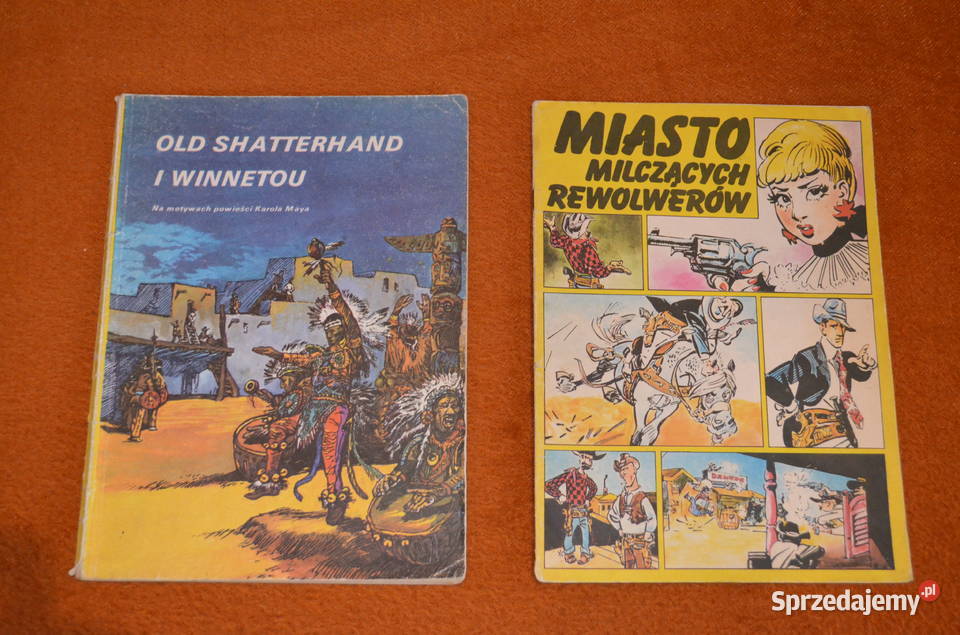 OLD SHATTERHAND
I WINNETOU
Na motywach powieści Karola Maya
MIASTO
MILCZĄCYCH
REWOLWERÓW
Sprzedajemy.pl